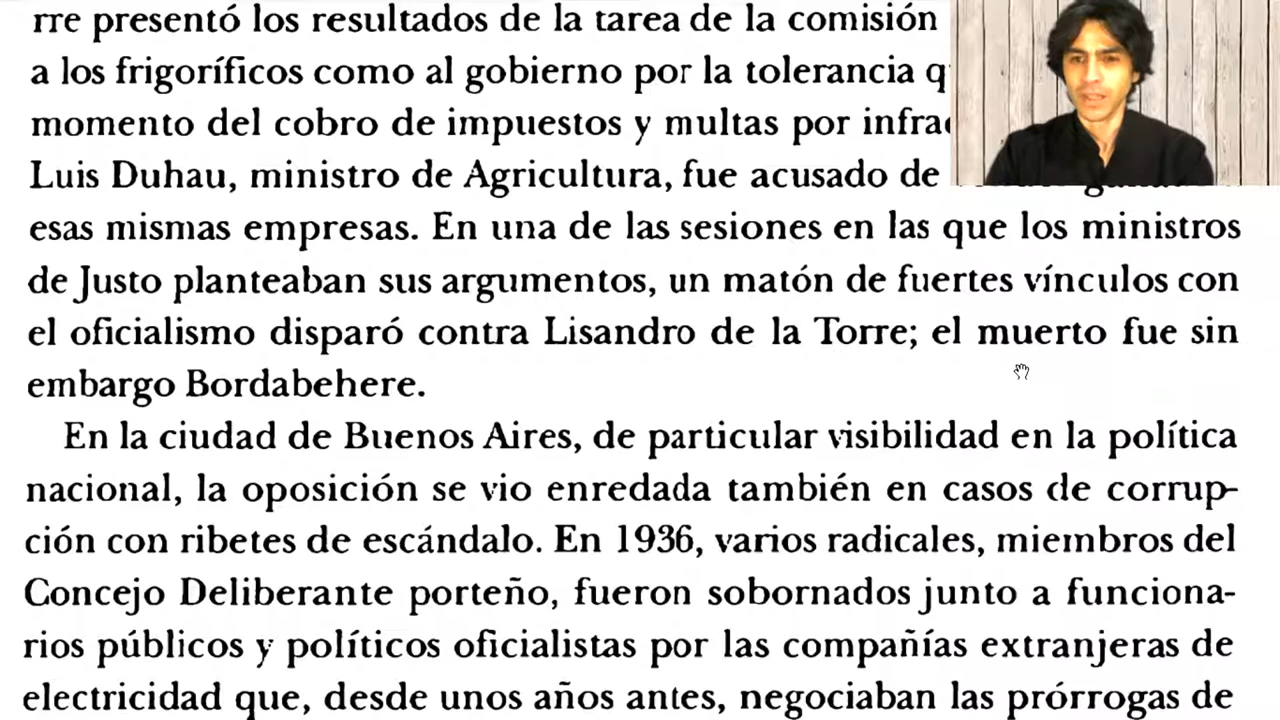 rre presentó los resultados de la tarea de la comisión
a los frigoríficos como al gobierno por la tolerancia
momento del cobro de impuestos y multas por
Luis Duhau, ministro de Agricultura, fue acusado de
esas mismas empresas. En una de las sesiones en las que los ministros
de Justo planteaban sus argumentos, un matón de fuertes vínculos con
el oficialismo disparó contra Lisandro de la Torre; el muerto fue sin
embargo Bordabehere.
En la ciudad de Buenos Aires, de particular visibilidad en la política
nacional, la oposición se vio enredada también en casos de corrup-
ción con ribetes de escándalo. En 1936, varios radicales, miembros del
Concejo Deliberante porteño, fueron sobornados junto a funciona-
rios públicos y políticos oficialistas por las compañías extranjeras de
electricidad que, desde unos años antes, negociaban las prórrogas de